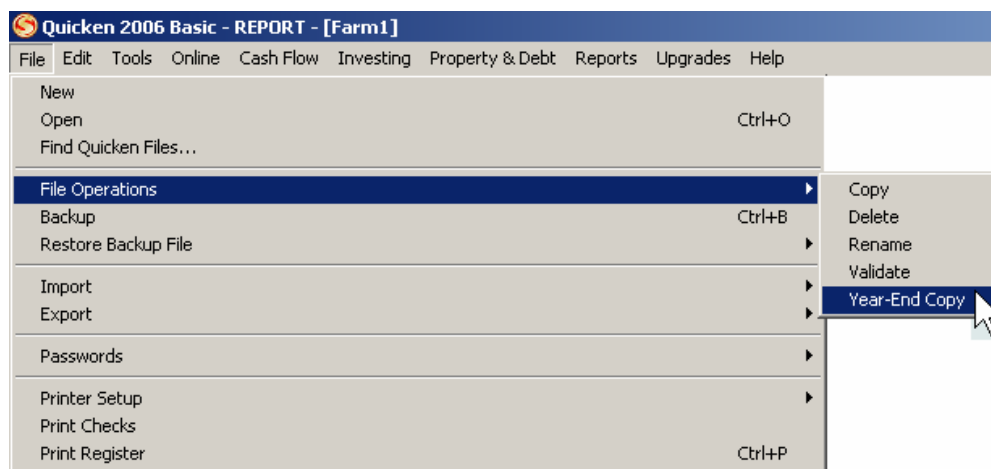 Quicken 2006 Basic - REPORT - [Farm1]
File Edit Tools Online Cash Flow Investing Property & Debt Reports Upgrades Help
New
Open Ctrl+O
Find Quicken Files...
File Operations Copy
Backup Ctrl+B Delete
Restore Backup File Rename
Validate
Import
Year-End Copy
Export
Passwords
Printer Setup
Print Checks
Print Register Ctrl+P